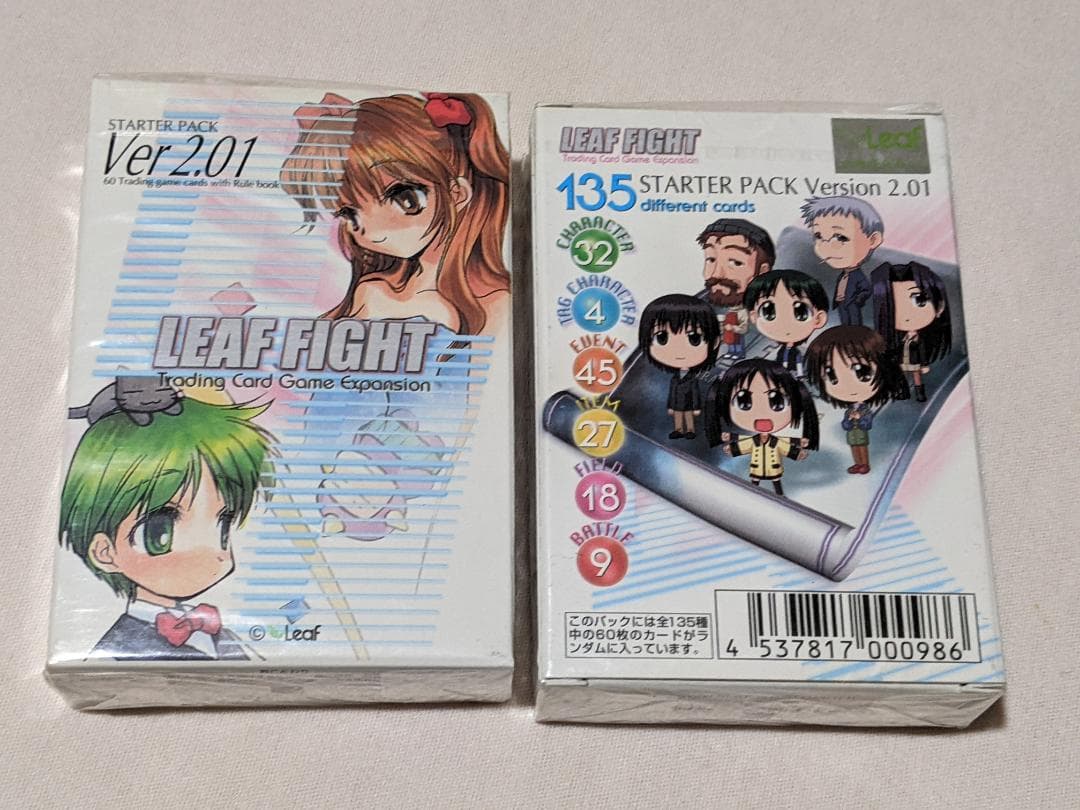 STARTER PACK
Ver 2.01
60 Trading game cards with Rule book
LEAF FIGHT
Trading Card Game Expansion
© Leaf
LEAF FIGHT
Trading Card Game Expansion
Leaf
135 STARTER PACK Version 2.01
different cards
CHARACTER
32
TAG CHARACTER
4
EVENT
45
ITEM
27
FIELD
18
BATTLE
9
このパックには全135種
中の60枚のカードがラ
ンダムに入っています。
4 537817 000986